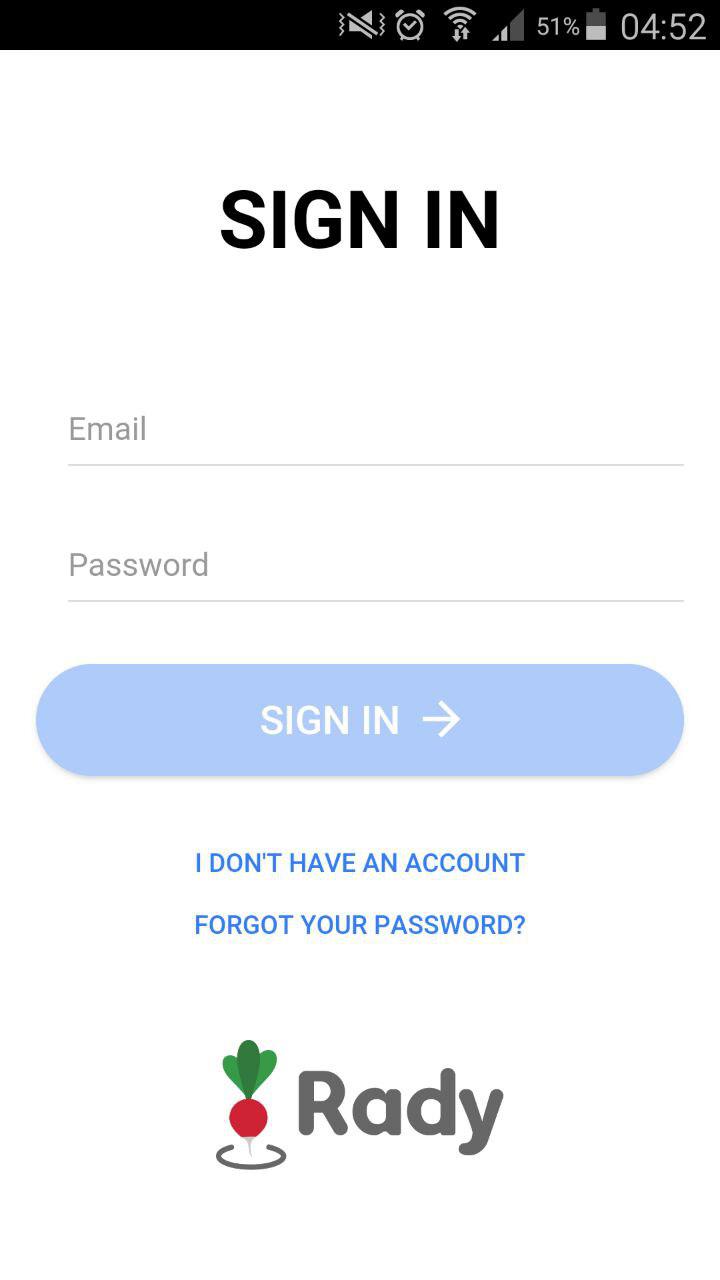 51% 04:52
SIGN IN
Email
Password
SIGN IN
I DON'T HAVE AN ACCOUNT
FORGOT YOUR PASSWORD?
Rady